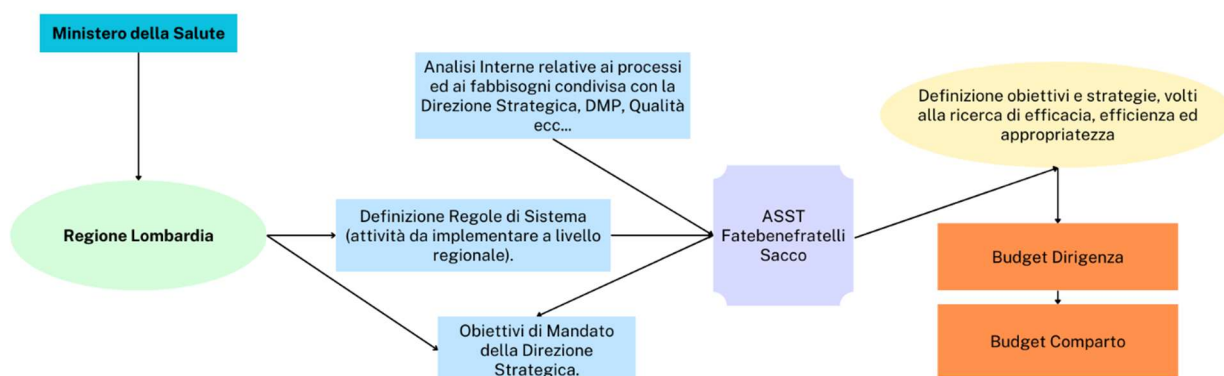 Ministero della Salute
Analisi Interne relative ai processi
ed ai fabbisogni condivisa con la
Direzione Strategica, DMP, Qualità
ecc...
Definizione obiettivi e strategie, volti
alla ricerca di efficacia, efficienza ed
appropriatezza
Regione Lombardia
Definizione Regole di Sistema
(attività da implementare a livello
regionale).
ASST
Fatebenefratelli
Sacco
Budget Dirigenza
Obiettivi di Mandato
della Direzione
Strategica.
Budget Comparto